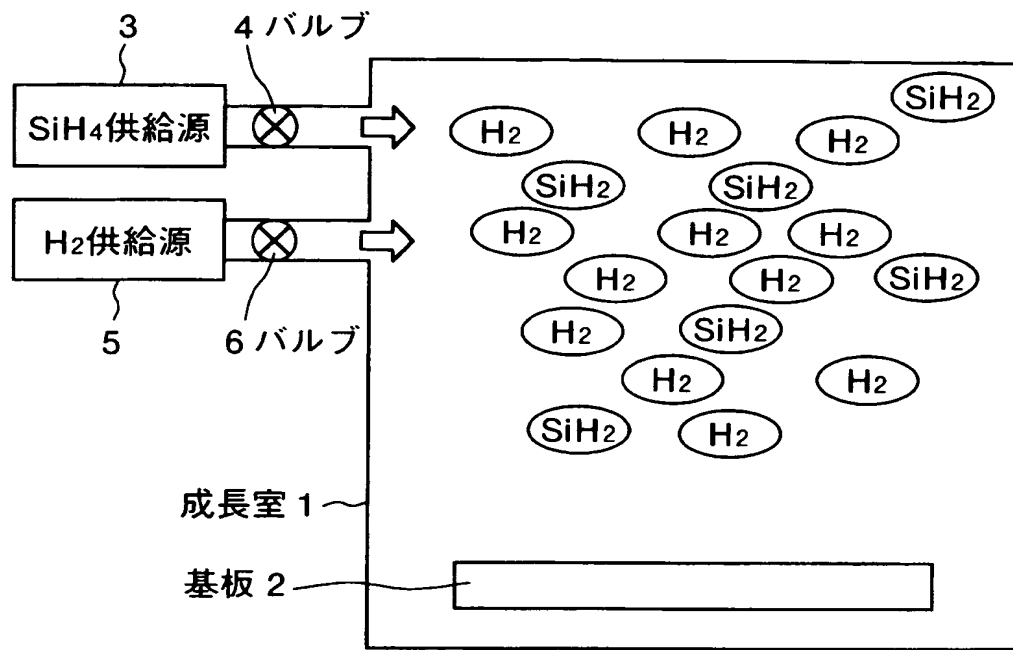 3
4 バルブ
SiH4供給源
H2供給源
5
6 バルブ
成長室 1
基板 2
SiH2
H2 H2 H2
SiH2 SiH2
H2 H2 H2
H2 H2 SiH2
H2 SiH2
H2 H2
SiH2 H2